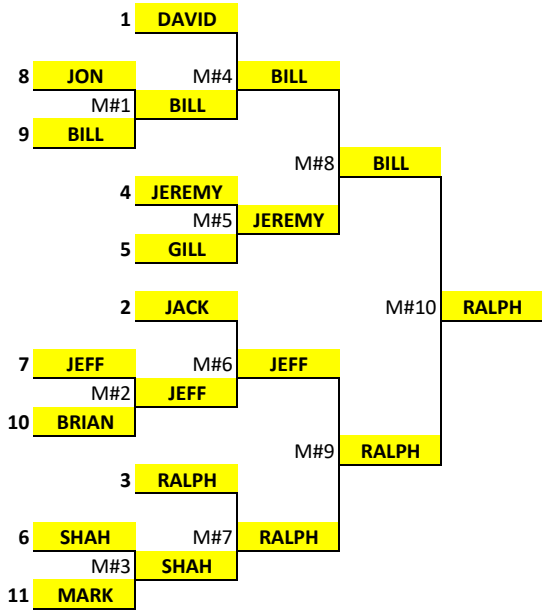 1 DAVID
8 JON M#4 BILL
M#1 BILL
9 BILL
M#8 BILL
4 JEREMY
M#5 JEREMY
5 GILL
2 JACK M#10 RALPH
7 JEFF M#6 JEFF
M#2 JEFF
10 BRIAN
M#9 RALPH
3 RALPH
6 SHAH M#7 RALPH
M#3 SHAH
11 MARK